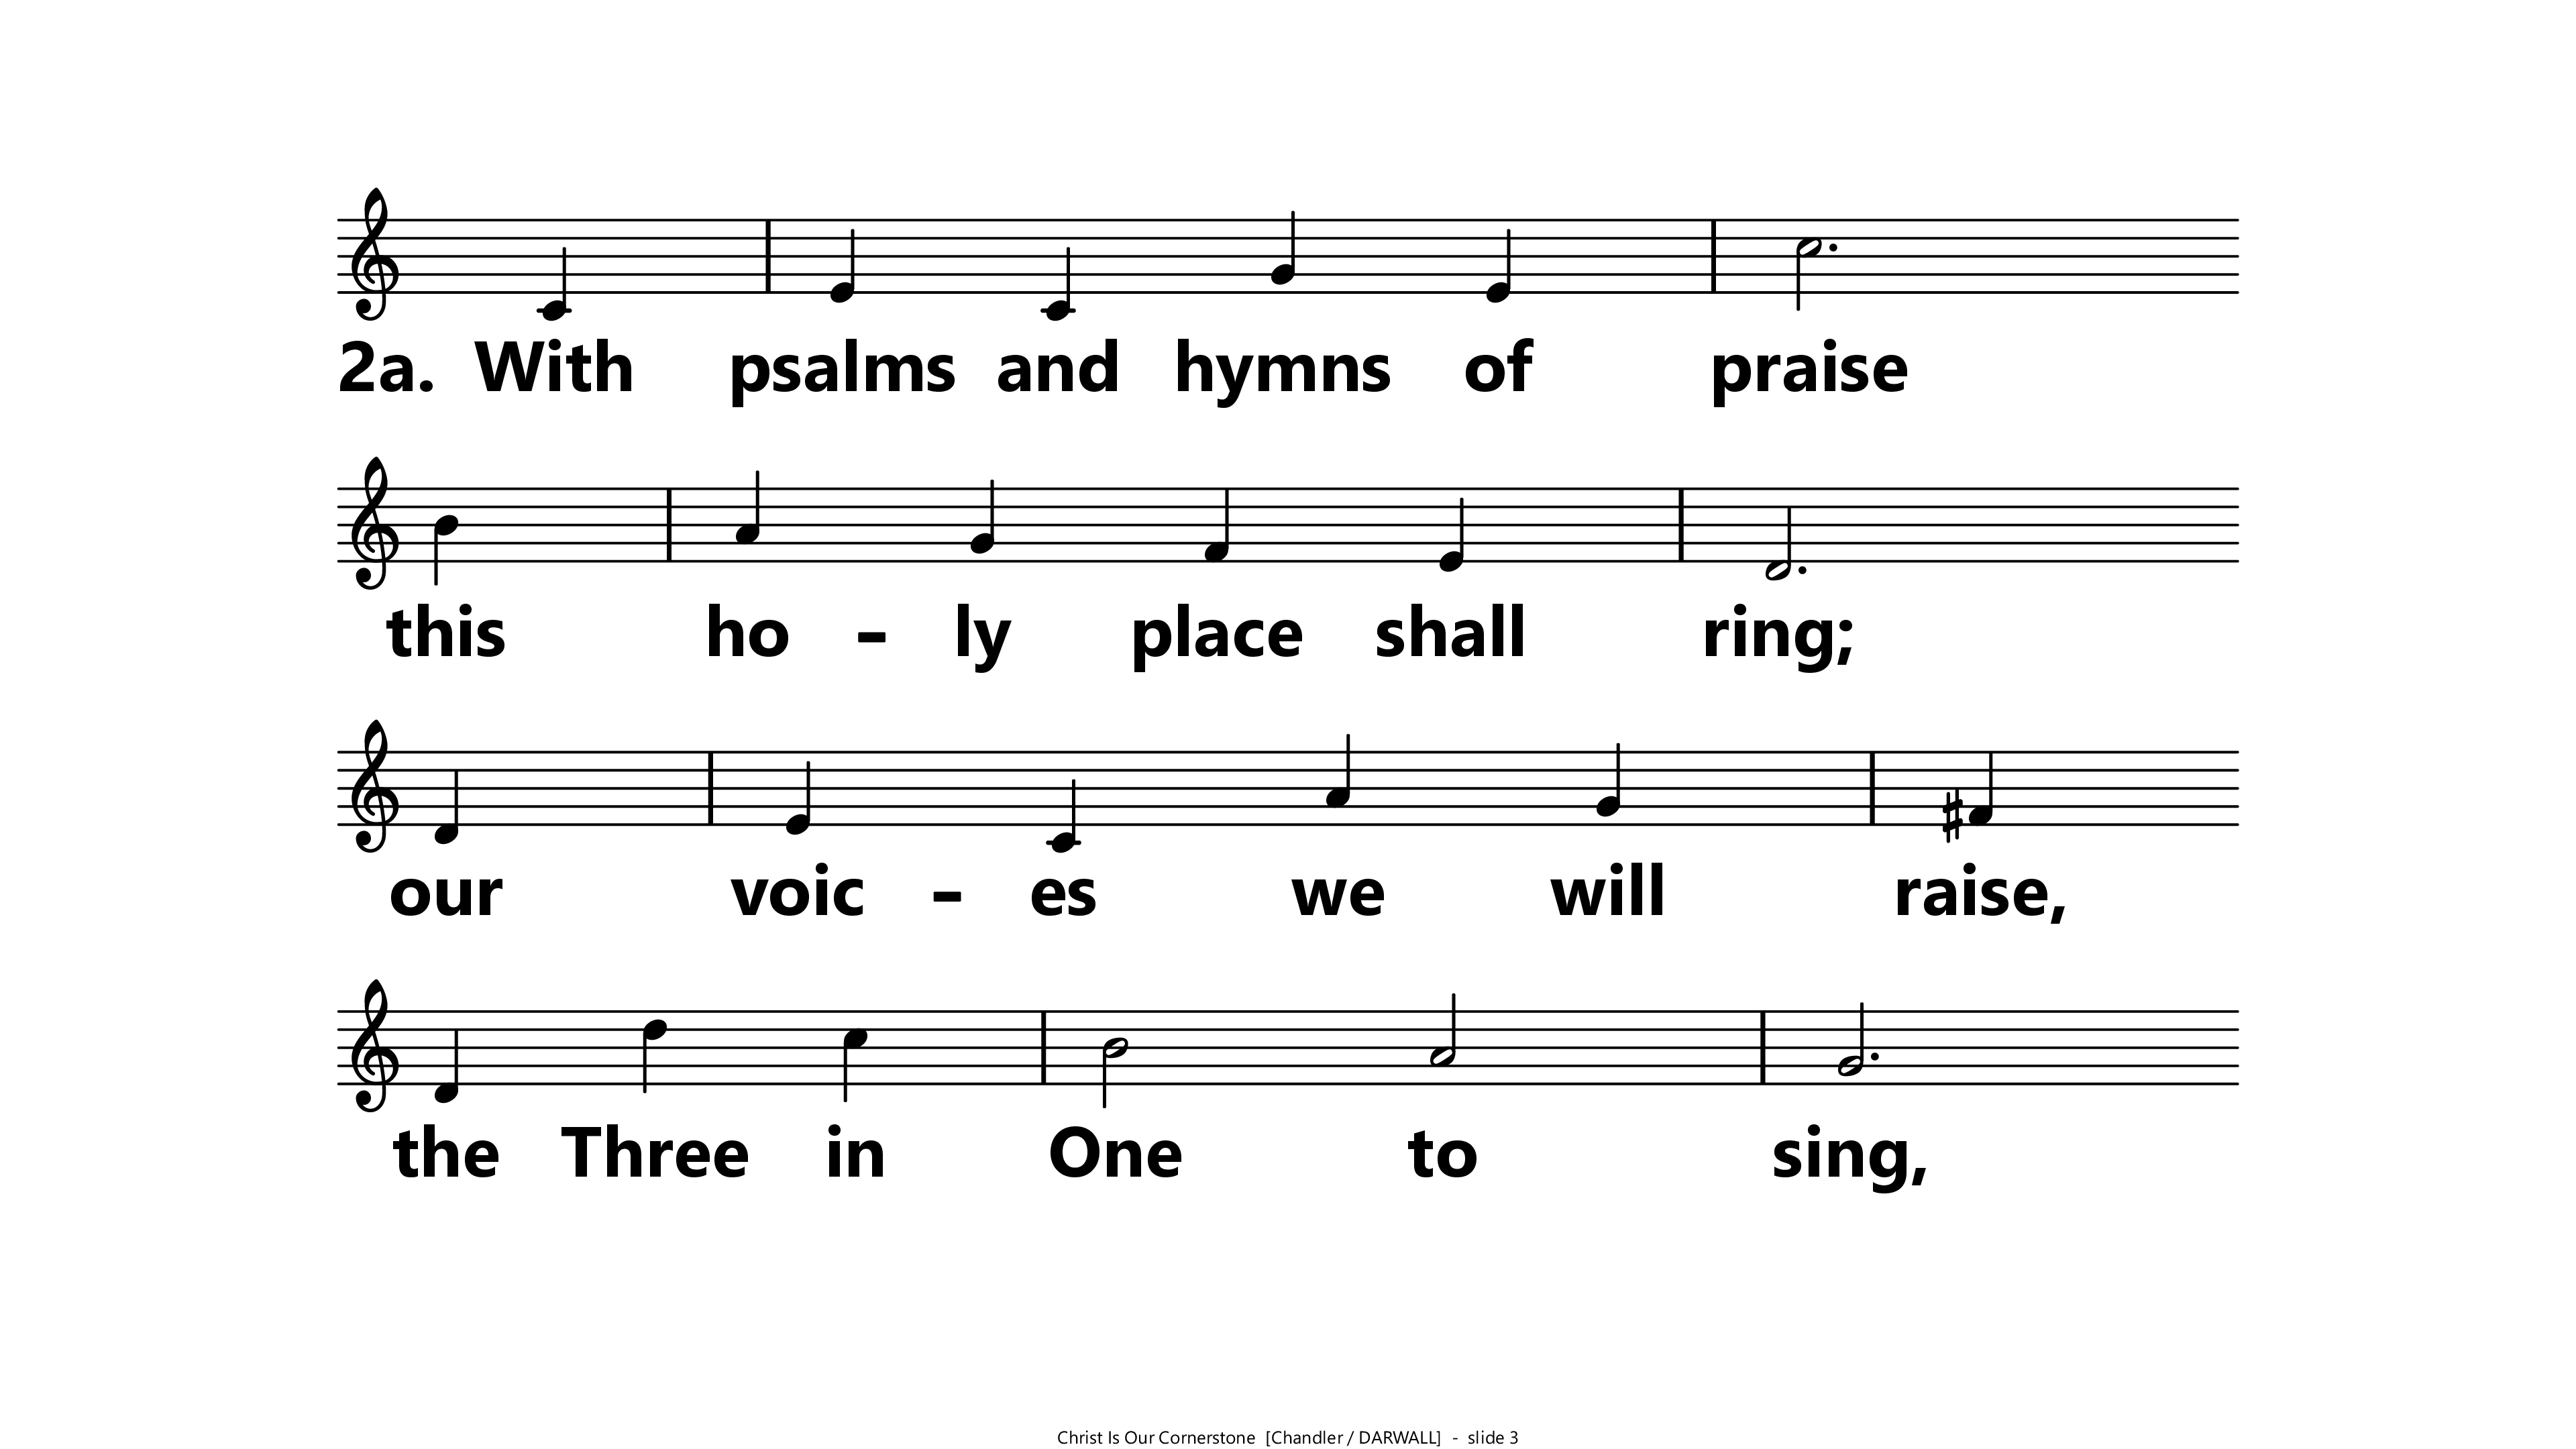 2a. With psalms and hymns of praise
this ho - ly place shall ring;
our voic - es we will raise,
the Three in One to sing,
Christ Is Our Cornerstone [Chandler / DARWALL] - slide 3